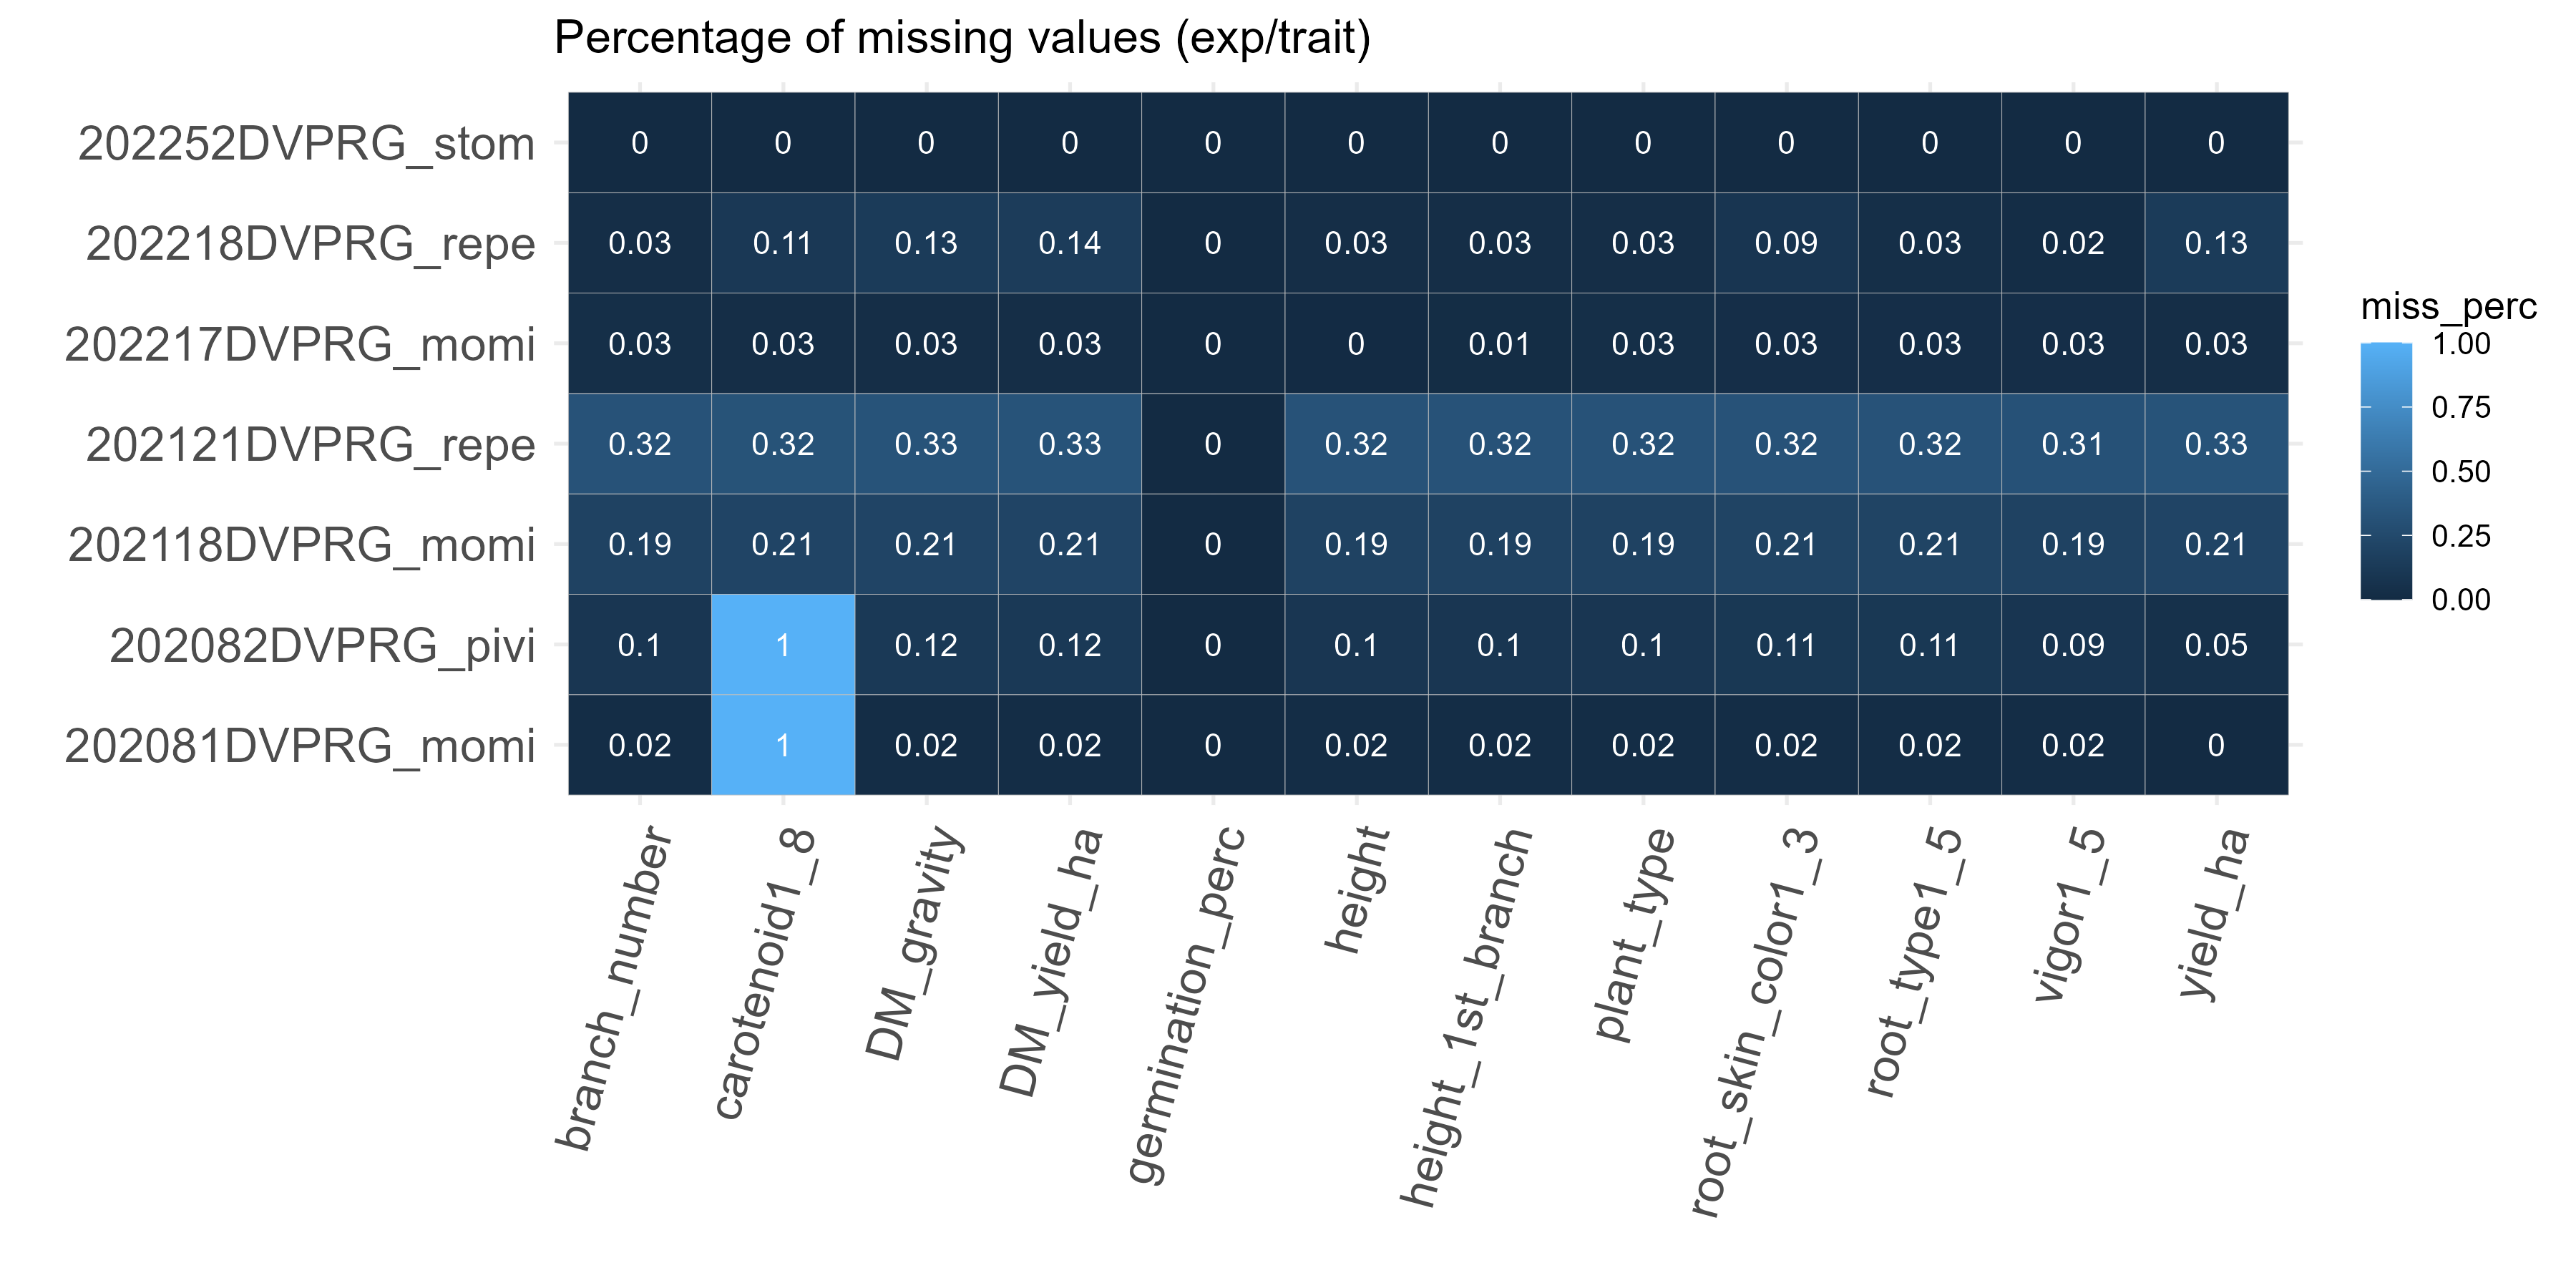 Percentage of missing values (exp/trait)
202252DVPRG_stom 0 0 0 0 0 0 0 0 0 0 0 0
202218DVPRG_repe 0.03 0.11 0.13 0.14 0 0.03 0.03 0.03 0.09 0.03 0.02 0.13
202217DVPRG_momi 0.03 0.03 0.03 0.03 0 0 0.01 0.03 0.03 0.03 0.03 0.03
202121DVPRG_repe 0.32 0.32 0.33 0.33 0 0.32 0.32 0.32 0.32 0.32 0.31 0.33
202118DVPRG_momi 0.19 0.21 0.21 0.21 0 0.19 0.19 0.19 0.21 0.21 0.19 0.21
202082DVPRG_pivi 0.1 1 0.12 0.12 0 0.1 0.1 0.1 0.11 0.11 0.09 0.05
202081DVPRG_momi 0.02 1 0.02 0.02 0 0.02 0.02 0.02 0.02 0.02 0.02 0
branch_number
carotenoid1_8
DM_gravity
DM_yield_ha
germination_perc
height
height_1st_branch
plant_type
root_skin_color1_3
root_type1_5
vigor1_5
yield_ha
miss_perc
1.00
0.75
0.50
0.25
0.00